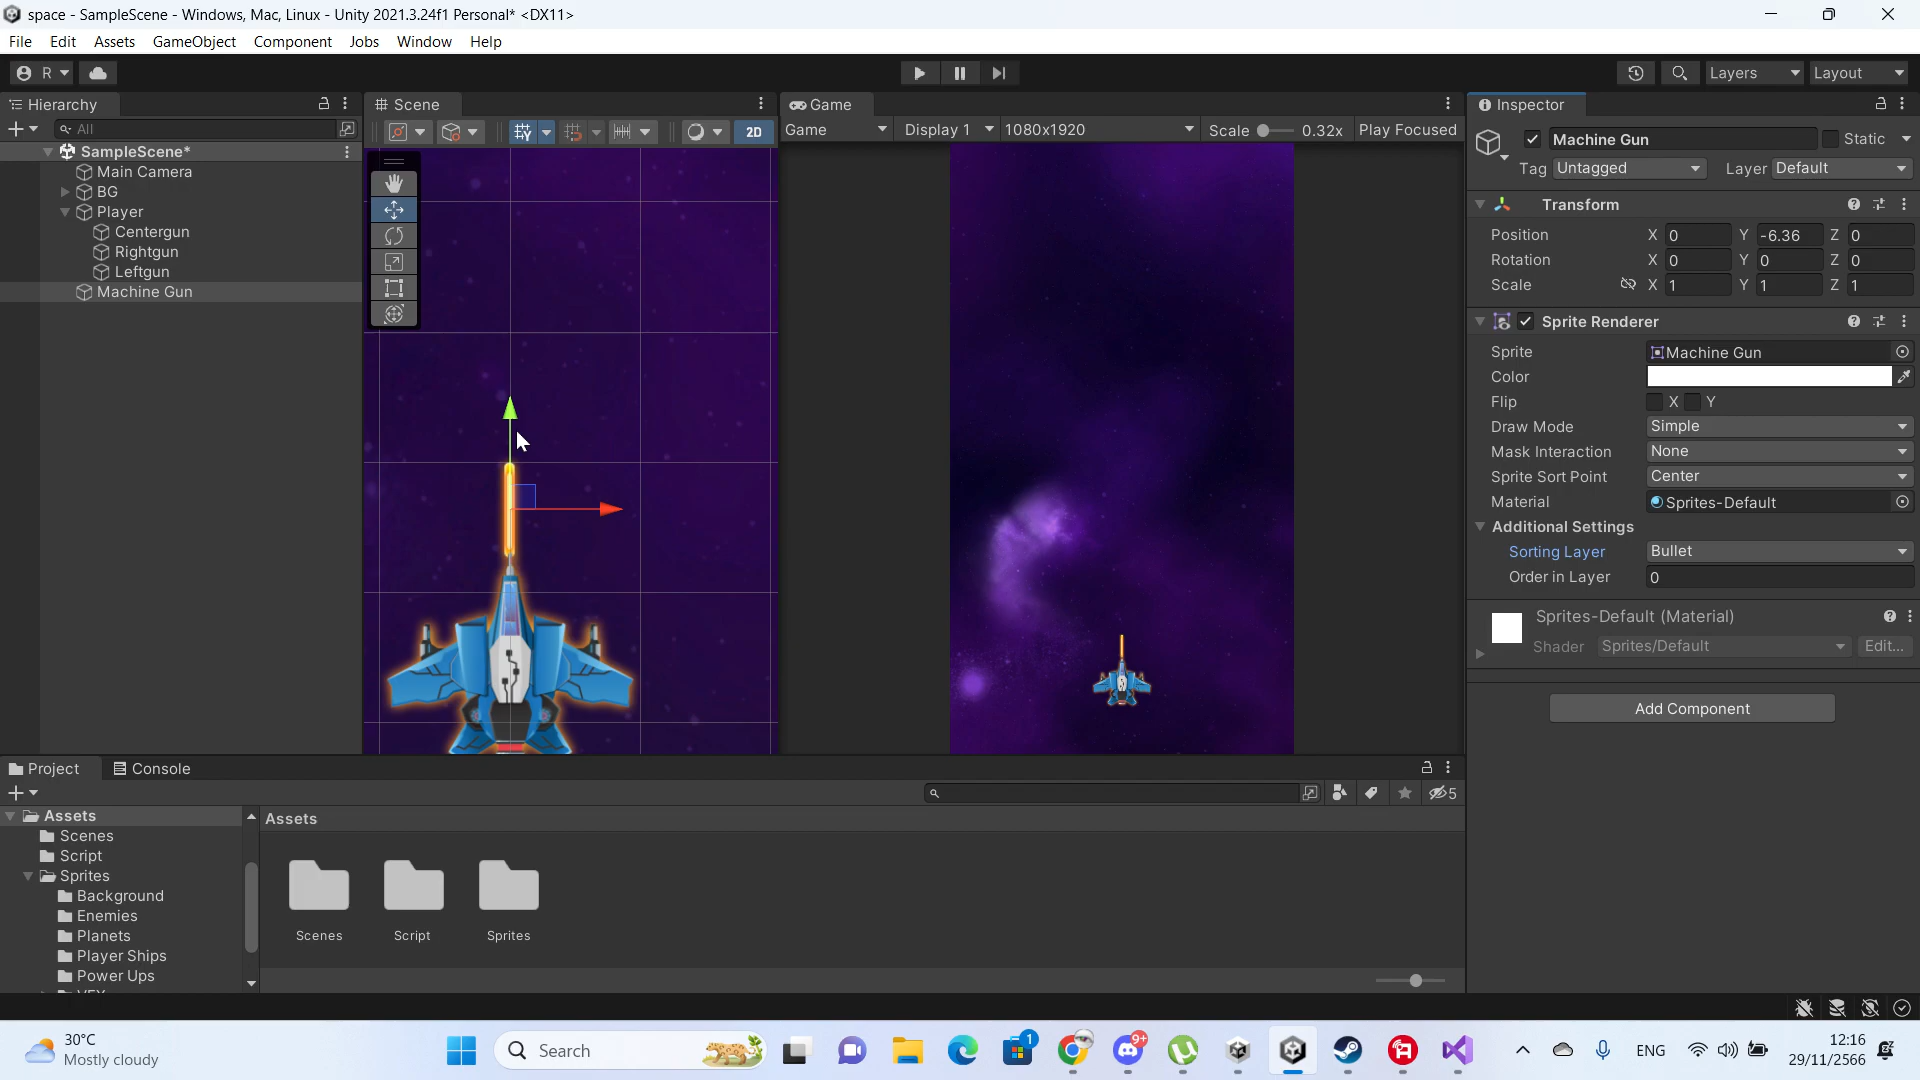 space - SampleScene - Windows, Mac, Linux - Unity 2021.3.24f1 Personal* <DX11>
File Edit Assets GameObject Component Jobs Window Help
R Layers Layout
Hierarchy Scene Game Inspector
All 2D Game Display 1 1080x1920 Scale 0.32x Play Focused
SampleScene*
Main Camera
BG
Player
Centergun
Rightgun
Leftgun
Machine Gun
Machine Gun Static
Tag Untagged Layer Default
Transform
Position X 0 Y -6.36 Z 0
Rotation X 0 Y 0 Z 0
Scale X 1 Y 1 Z 1
Sprite Renderer
Sprite Machine Gun
Color
Flip X Y
Draw Mode Simple
Mask Interaction None
Sprite Sort Point Center
Material Sprites-Default
Additional Settings
Sorting Layer Bullet
Order in Layer 0
Sprites-Default (Material)
Shader Sprites/Default Edit...
Add Component
Project Console
5
Assets
Scenes
Script
Sprites
Background
Enemies
Planets
Player Ships
Power Ups
Assets
Scenes Script Sprites
30°C
Mostly cloudy
Search
1
9+
ENG
12:16
29/11/2566